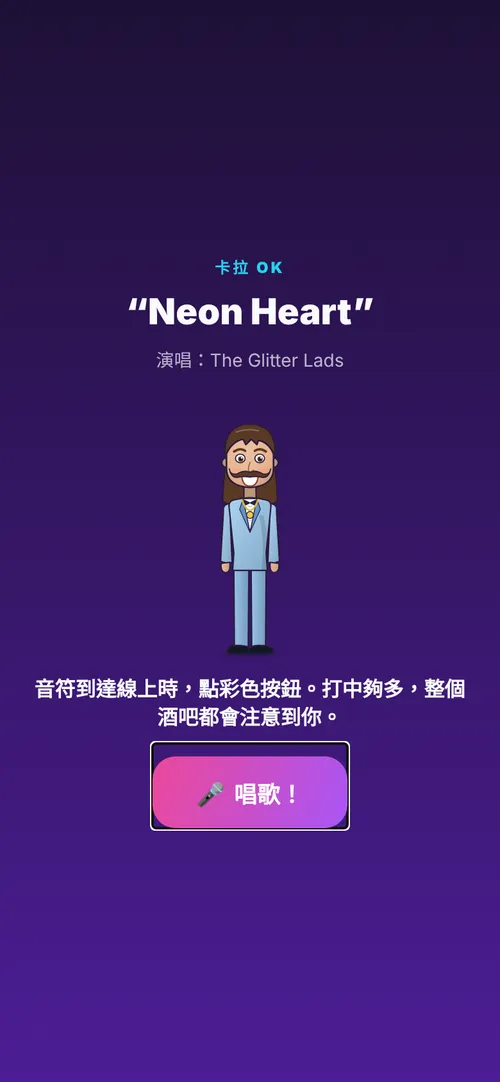 卡拉 OK
“Neon Heart”
演唱：The Glitter Lads
音符到達線上時，點彩色按鈕。打中夠多，整個
酒吧都會注意到你。
🎤 唱歌！